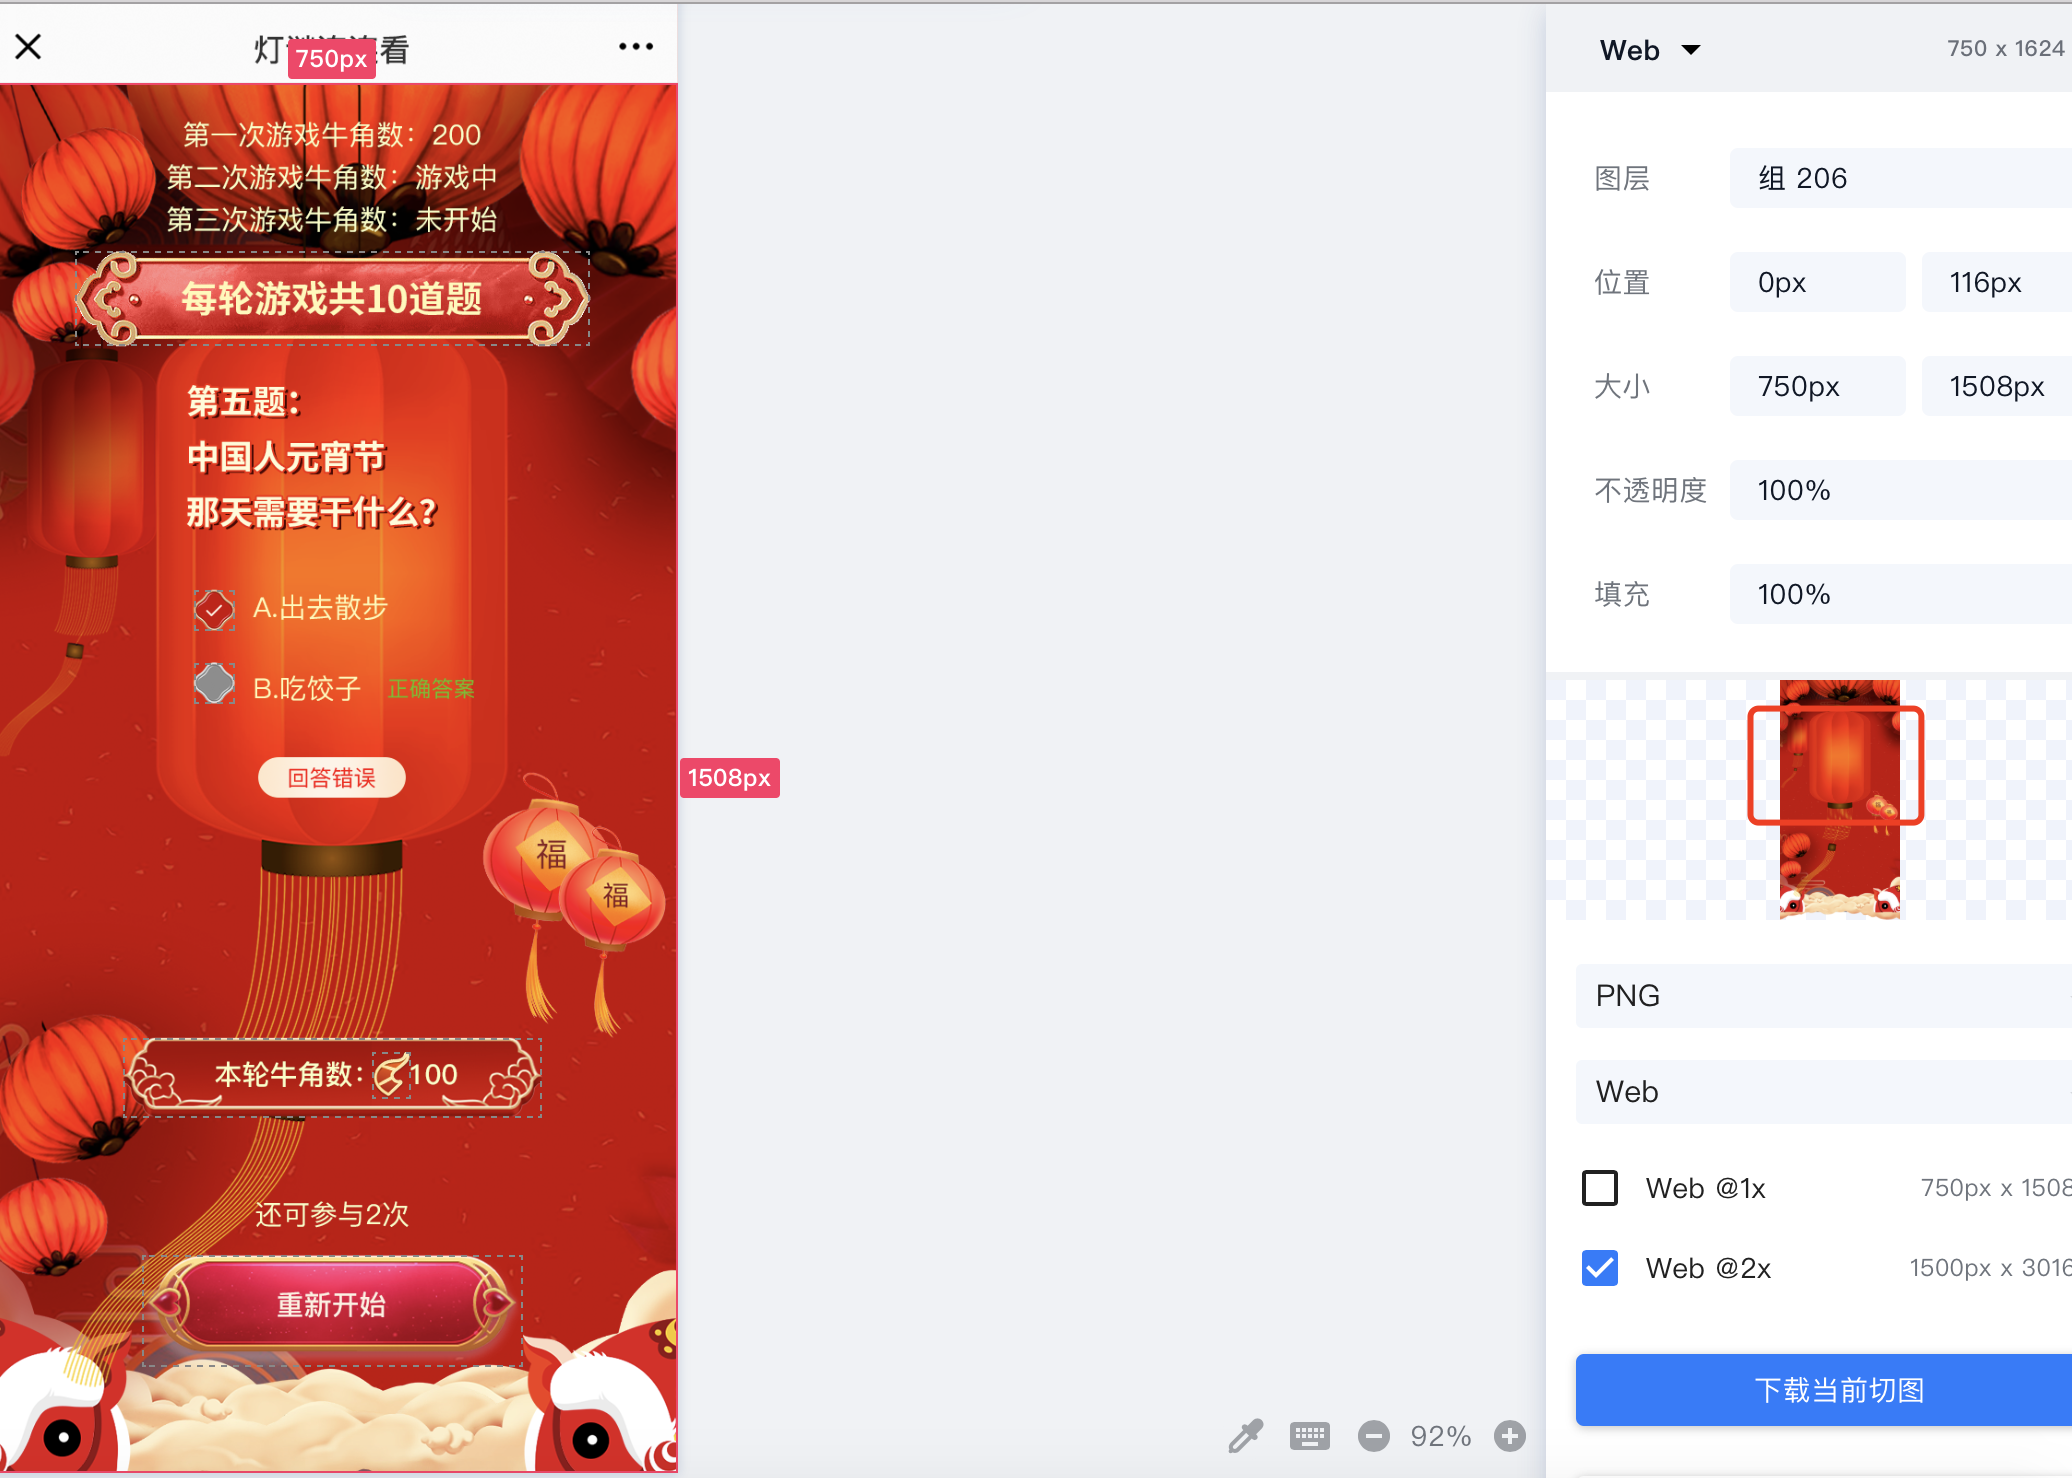 灯
看
750px
第一次游戏牛角数：200
第二次游戏牛角数：游戏中
第三次游戏牛角数：未开始
每轮游戏共10道题
第五题：
中国人元宵节
那天需要干什么？
A.出去散步
B.吃饺子 正确答案
回答错误
福
福
1508px
本轮牛角数：100
还可参与2次
重新开始
92%
Web 750 x 1624
图层 组 206
位置 0px 116px
大小 750px 1508px
不透明度 100%
填充 100%
PNG
Web
Web @1x 750px x 1508
Web @2x 1500px x 3016
下载当前切图